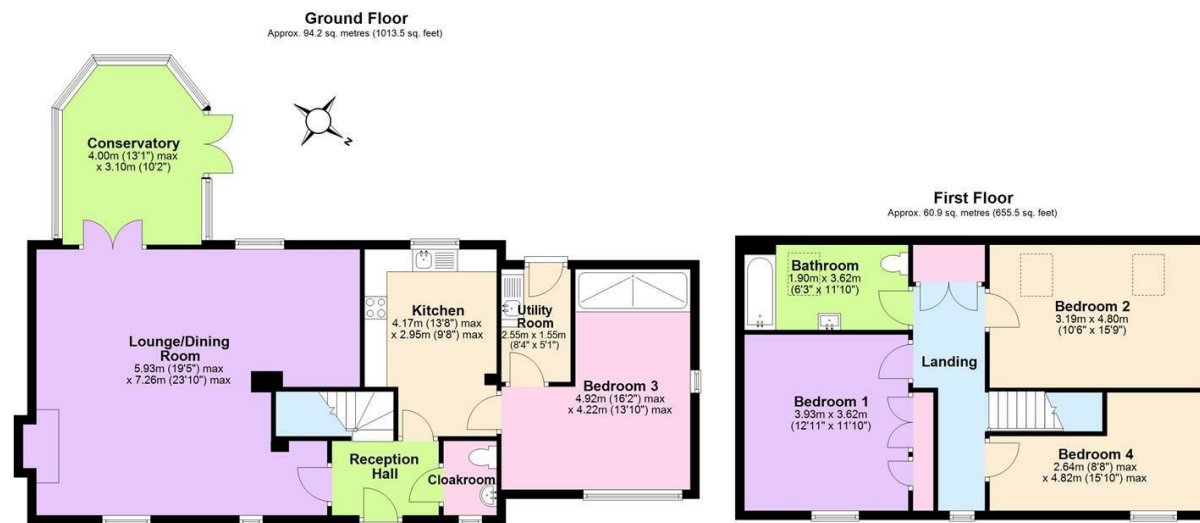 Ground Floor
Approx. 94.2 sq. metres (1013.5 sq. feet)
Conservatory
4.00m (13'1") max
x 3.10m (10'2")
N
Lounge/Dining
Room
5.93m (19'5") max
x 7.26m (23'10") max
Kitchen
4.17m (13'8") max
x 2.95m (9'8") max
Utility
Room
2.55m x 1.55m
(8'4" x 5'1")
Bedroom 3
4.92m (16'2") max
x 4.22m (13'10") max
Reception
Hall
Cloakroom
First Floor
Approx. 60.9 sq. metres (655.5 sq. feet)
Bathroom
1.90m x 3.62m
(6'3" x 11'10")
Bedroom 2
3.19m x 4.80m
(10'6" x 15'9")
Landing
Bedroom 1
3.93m x 3.62m
(12'11" x 11'10")
Bedroom 4
2.64m (8'8") max
x 4.82m (15'10") max